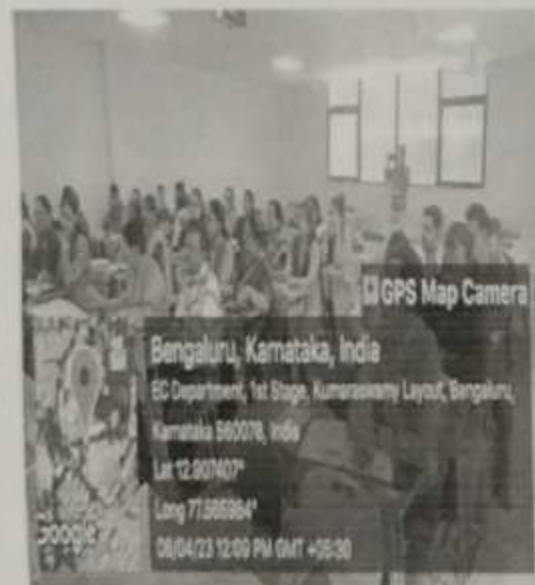 GPS Map Camera
Bengaluru, Karnataka, India
EC Department, 1st Stage, Kumaraswamy Layout, Bengaluru,
Karnataka 560078, India
Lat 12.907407°
Long 77.565984°
08/04/23 12:09 PM GMT +05:30
Google